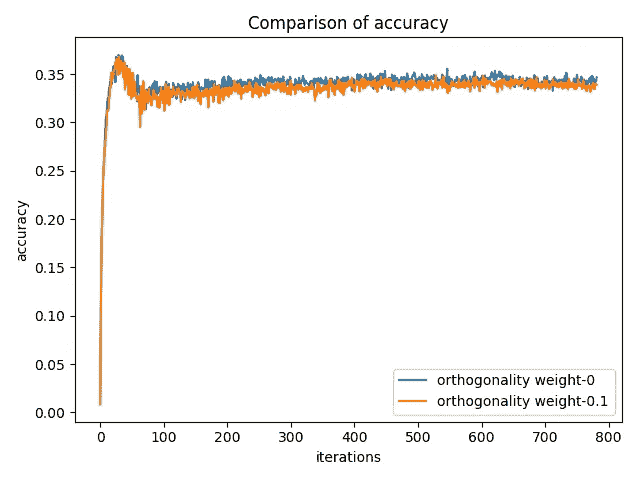 Comparison of accuracy
accuracy
0.35
0.30
0.25
0.20
0.15
0.10
0.05
0.00
0 100 200 300 400 500 600 700 800
iterations
orthogonality weight-0
orthogonality weight-0.1